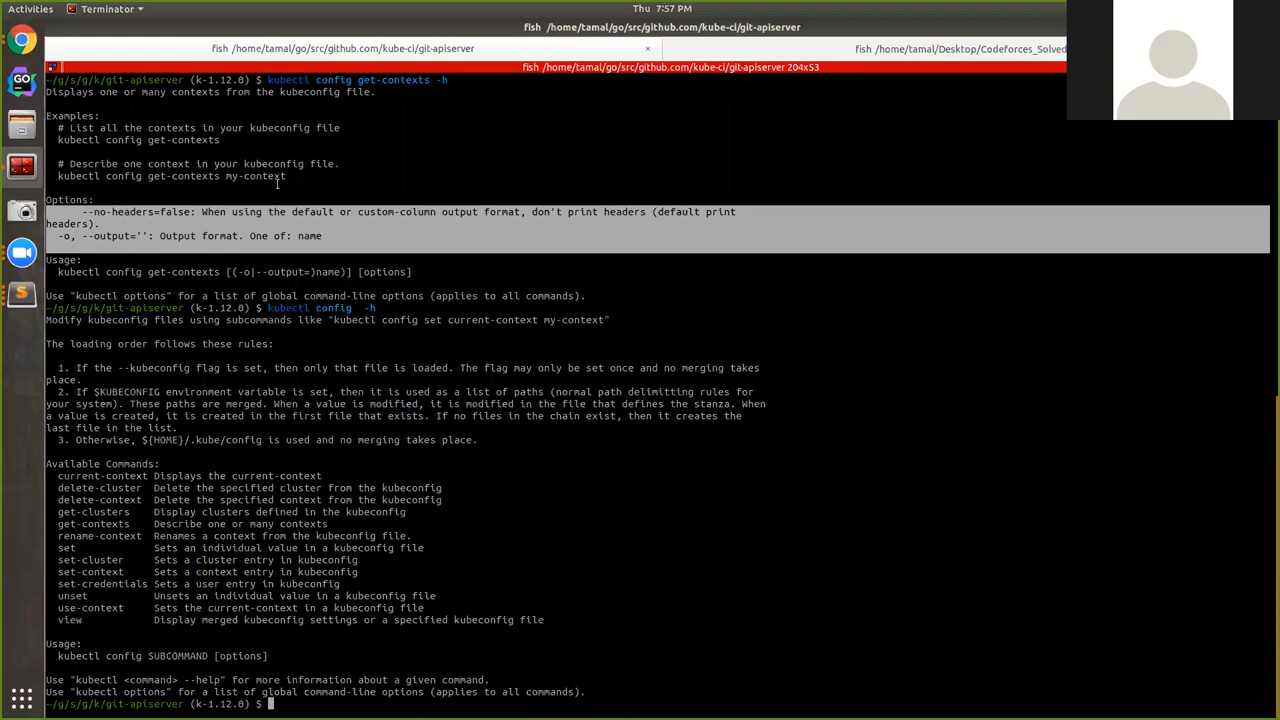 Activities
Terminator
Thu 7:57 PM
fish /home/tamal/go/src/github.com/kube-ci/git-apiserver
fish /home/tamal/go/src/github.com/kube-ci/git-apiserver ×
fish /home/tamal/Desktop/Codeforces_Solved
fish /home/tamal/go/src/github.com/kube-ci/git-apiserver 204x53
~/g/s/g/k/git-apiserver (k-1.12.0) $ kubectl config get-contexts -h
Displays one or many contexts from the kubeconfig file.
Examples:
# List all the contexts in your kubeconfig file
kubectl config get-contexts
# Describe one context in your kubeconfig file.
kubectl config get-contexts my-context
Options:
--no-headers=false: When using the default or custom-column output format, don't print headers (default print
headers).
-o, --output='': Output format. One of: name
Usage:
kubectl config get-contexts [(-o|--output=)name)] [options]
Use "kubectl options" for a list of global command-line options (applies to all commands).
~/g/s/g/k/git-apiserver (k-1.12.0) $ kubectl config  -h
Modify kubeconfig files using subcommands like "kubectl config set current-context my-context"
The loading order follows these rules:
1. If the --kubeconfig flag is set, then only that file is loaded. The flag may only be set once and no merging takes
place.
2. If $KUBECONFIG environment variable is set, then it is used as a list of paths (normal path delimitting rules for
your system). These paths are merged. When a value is modified, it is modified in the file that defines the stanza. When
a value is created, it is created in the first file that exists. If no files in the chain exist, then it creates the
last file in the list.
3. Otherwise, ${HOME}/.kube/config is used and no merging takes place.
Available Commands:
current-context Displays the current-context
delete-cluster  Delete the specified cluster from the kubeconfig
delete-context  Delete the specified context from the kubeconfig
get-clusters    Display clusters defined in the kubeconfig
get-contexts    Describe one or many contexts
rename-context  Renames a context from the kubeconfig file.
set             Sets an individual value in a kubeconfig file
set-cluster     Sets a cluster entry in kubeconfig
set-context     Sets a context entry in kubeconfig
set-credentials Sets a user entry in kubeconfig
unset           Unsets an individual value in a kubeconfig file
use-context     Sets the current-context in a kubeconfig file
view            Display merged kubeconfig settings or a specified kubeconfig file
Usage:
kubectl config SUBCOMMAND [options]
Use "kubectl <command> --help" for more information about a given command.
Use "kubectl options" for a list of global command-line options (applies to all commands).
~/g/s/g/k/git-apiserver (k-1.12.0) $